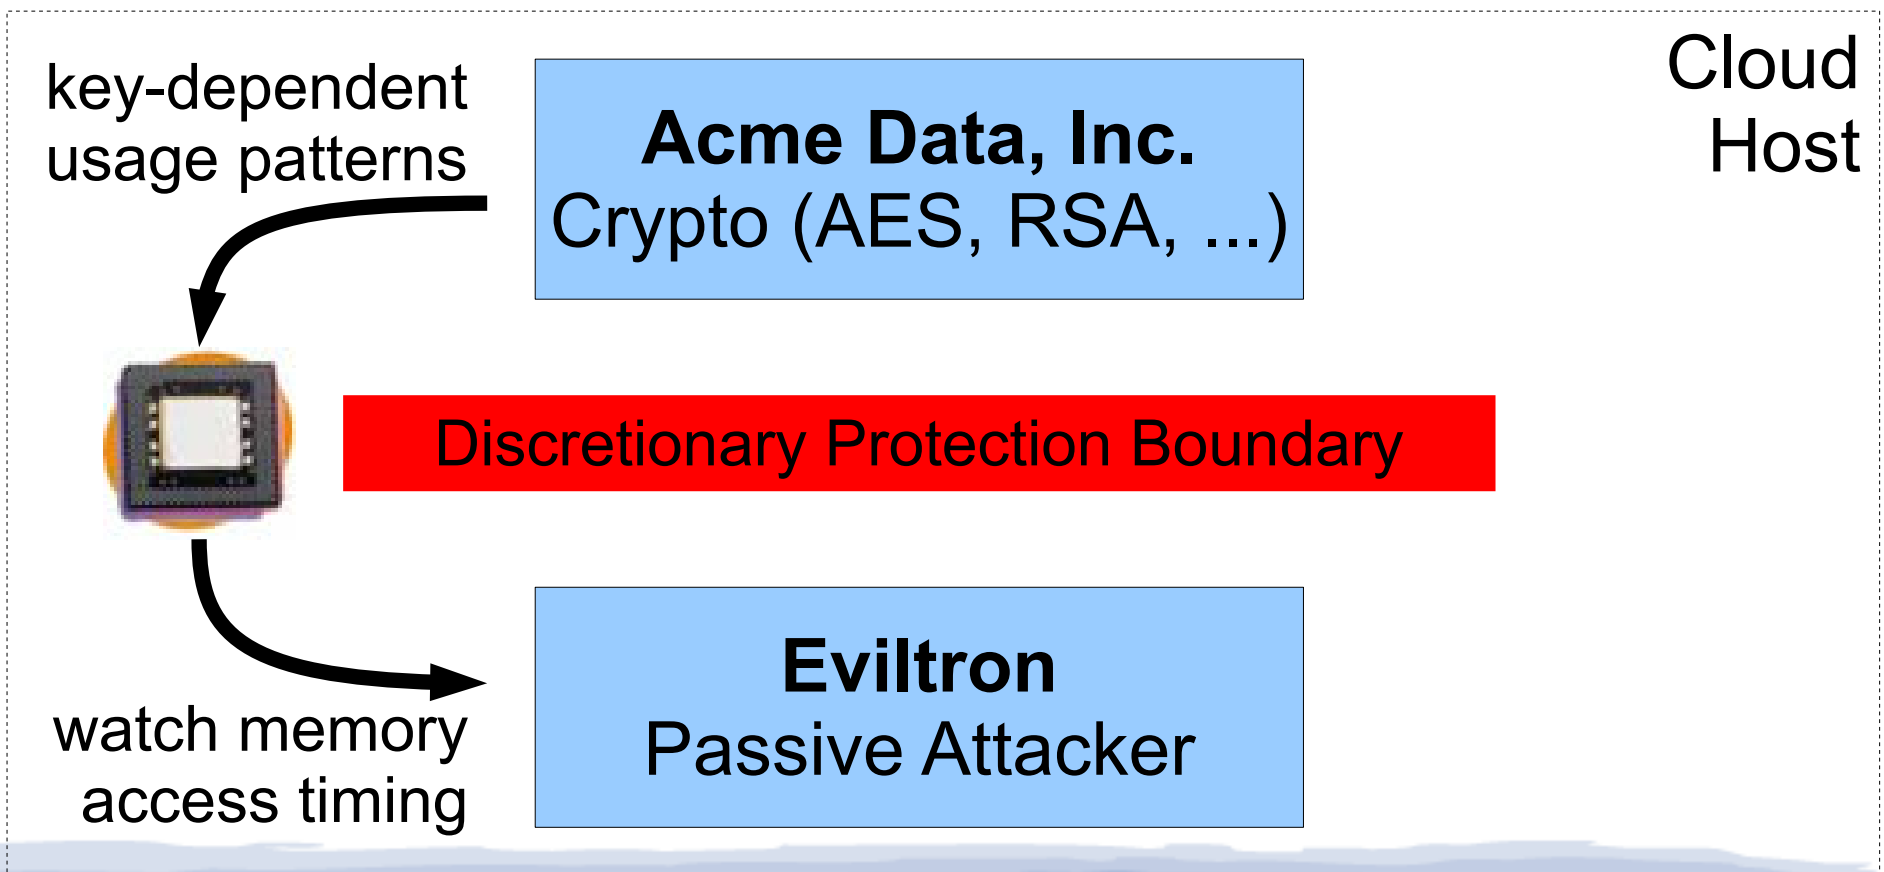 Cloud
Host
key-dependent
usage patterns
Acme Data, Inc.
Crypto (AES, RSA, ...)
Discretionary Protection Boundary
Eviltron
Passive Attacker
watch memory
access timing